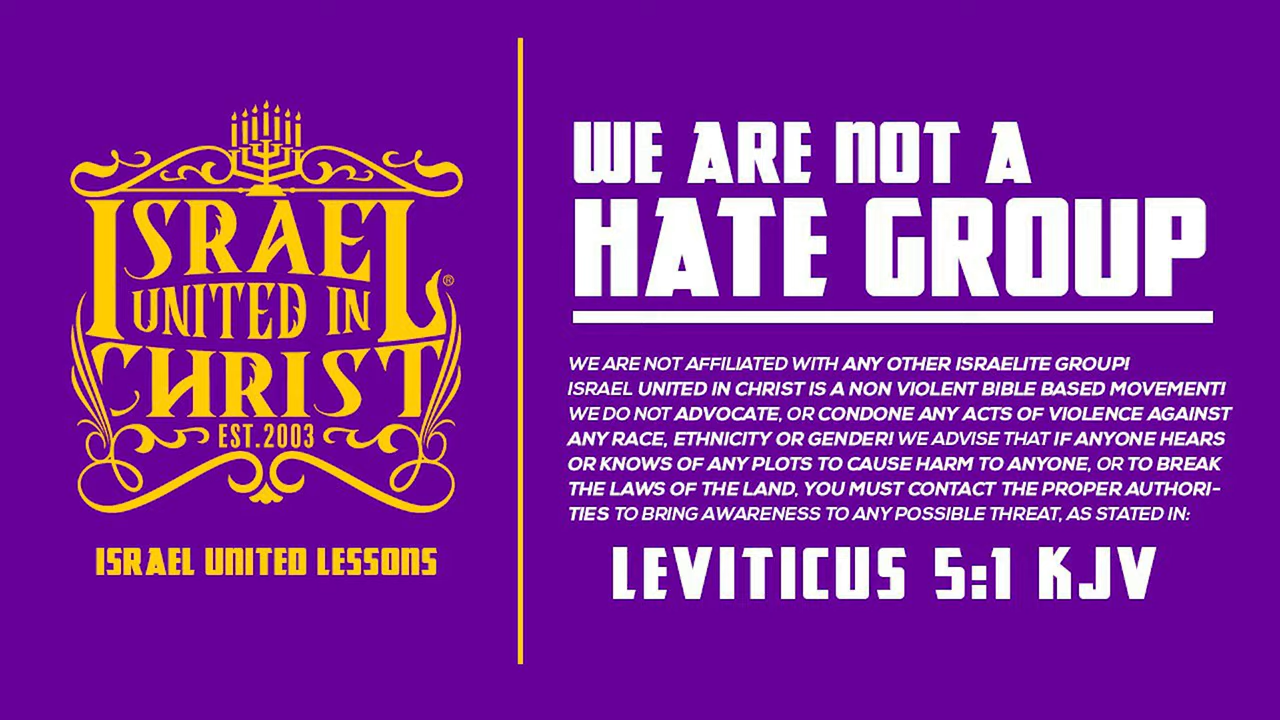 ISRAEL
UNITED IN
CHRIST
®
EST.2003
ISRAEL UNITED LESSONS
WE ARE NOT A
HATE GROUP
WE ARE NOT AFFILIATED WITH ANY OTHER ISRAELITE GROUP!
ISRAEL UNITED IN CHRIST IS A NON VIOLENT BIBLE BASED MOVEMENT!
WE DO NOT ADVOCATE, OR CONDONE ANY ACTS OF VIOLENCE AGAINST
ANY RACE, ETHNICITY OR GENDER! WE ADVISE THAT IF ANYONE HEARS
OR KNOWS OF ANY PLOTS TO CAUSE HARM TO ANYONE, OR TO BREAK
THE LAWS OF THE LAND, YOU MUST CONTACT THE PROPER AUTHORI-
TIES TO BRING AWARENESS TO ANY POSSIBLE THREAT, AS STATED IN:
LEVITICUS 5:1 KJV